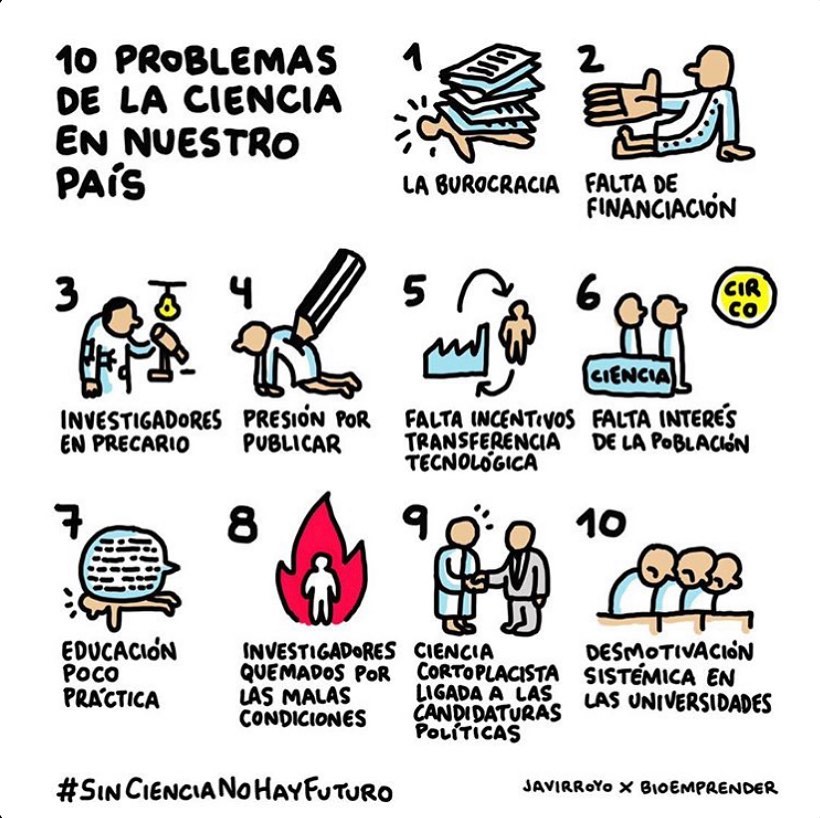 10 PROBLEMAS
DE LA CIENCIA
EN NUESTRO
PAÍS
1
LA BUROCRACIA
2
FALTA DE
FINANCIACIÓN
3
INVESTIGADORES
EN PRECARIO
4
PRESIÓN POR
PUBLICAR
5
FALTA INCENTIVOS
TRANSFERENCIA
TECNOLÓGICA
6
CIR
CO
CIENCIA
FALTA INTERÉS
DE LA POBLACIÓN
7
EDUCACIÓN
POCO
PRÁCTICA
8
INVESTIGADORES
QUEMADOS POR
LAS MALAS
CONDICIONES
9
CIENCIA
CORTOPLACISTA
LIGADA A LAS
CANDIDATURAS
POLÍTICAS
10
DESMOTIVACIÓN
SISTÉMICA EN
LAS UNIVERSIDADES
#SINCIENCIANOHAYFUTURO
JAVIRROYO X BIOEMPRENDER